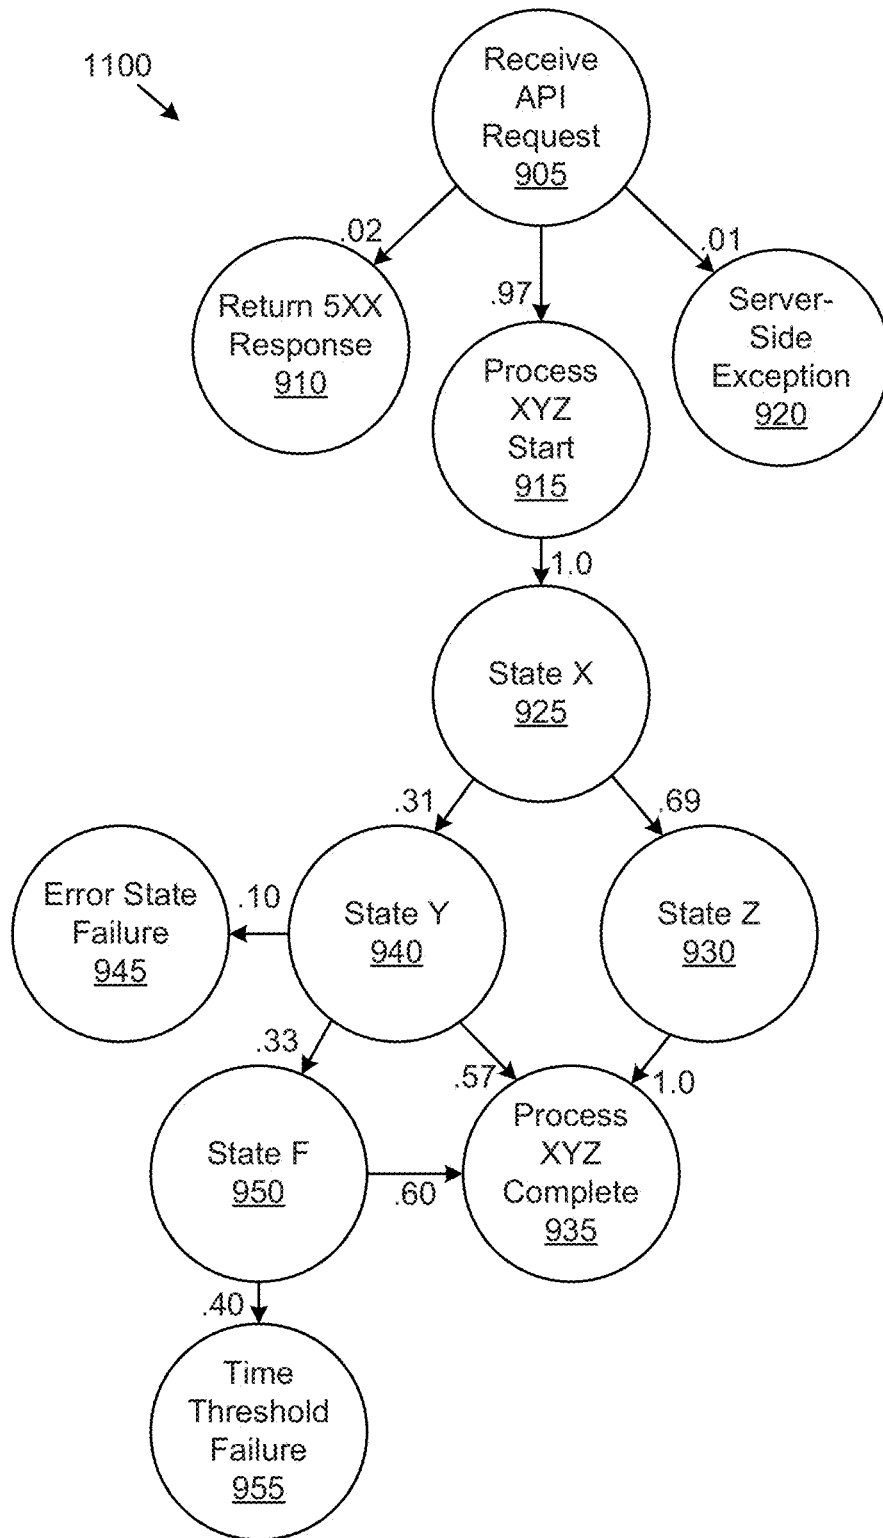 1100
Receive
API
Request
905
.02
.97
.01
Return 5XX
Response
910
Process
XYZ
Start
915
Server-
Side
Exception
920
1.0
State X
925
.31
.69
Error State
Failure
945
.10
State Y
940
State Z
930
.33
.57
1.0
State F
950
.60
Process
XYZ
Complete
935
.40
Time
Threshold
Failure
955